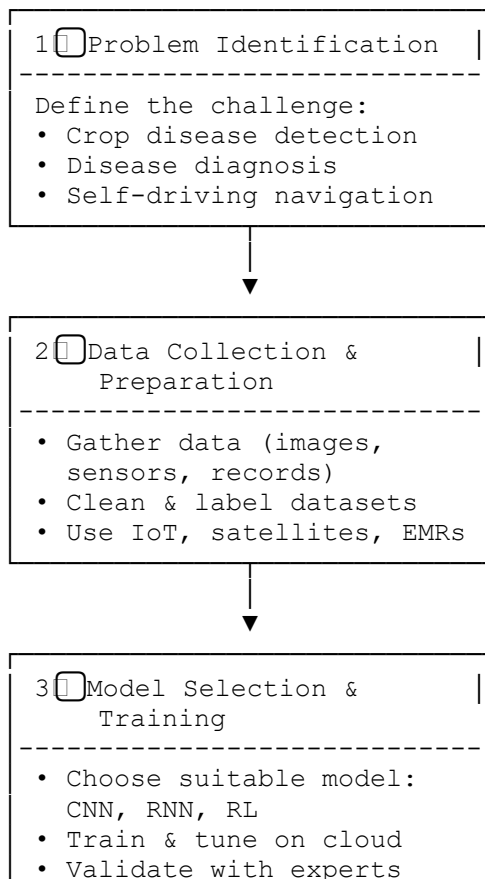 1 Problem Identification
Define the challenge:
• Crop disease detection
• Disease diagnosis
• Self-driving navigation
2 Data Collection &
Preparation
• Gather data (images,
sensors, records)
• Clean & label datasets
• Use IoT, satellites, EMRs
3 Model Selection &
Training
• Choose suitable model:
CNN, RNN, RL
• Train & tune on cloud
• Validate with experts